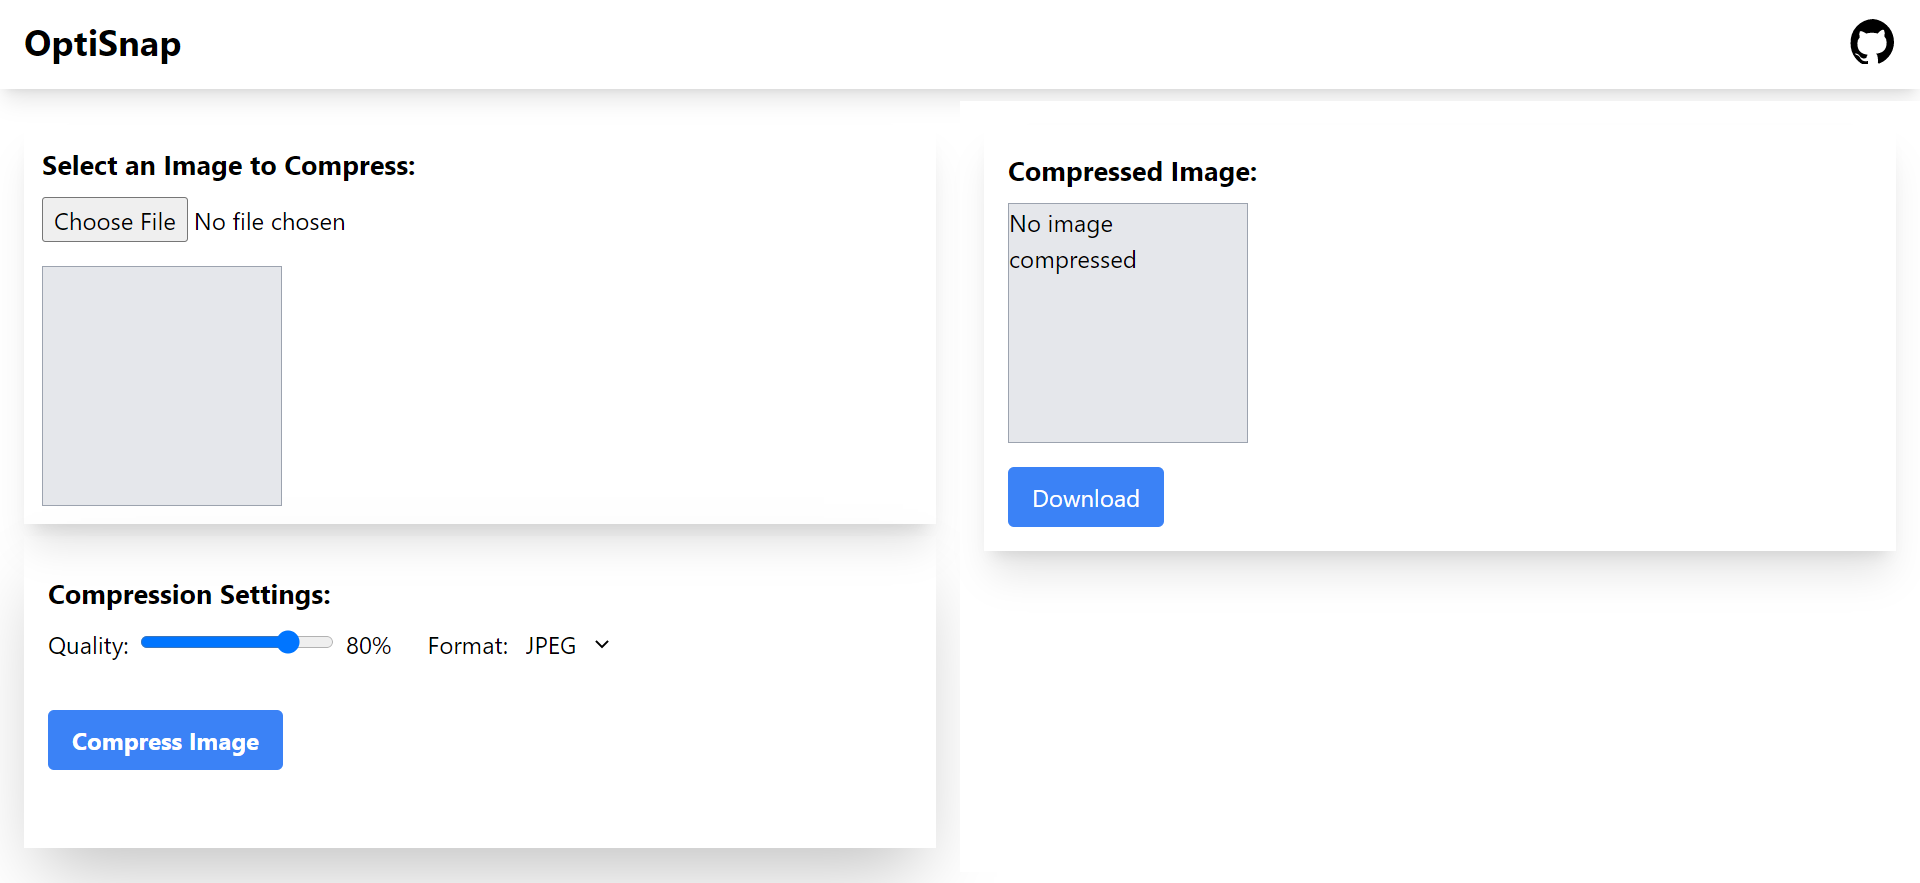 OptiSnap
Select an Image to Compress:
Choose File No file chosen
Compression Settings:
Quality: 80% Format: JPEG
Compress Image
Compressed Image:
No image
compressed
Download